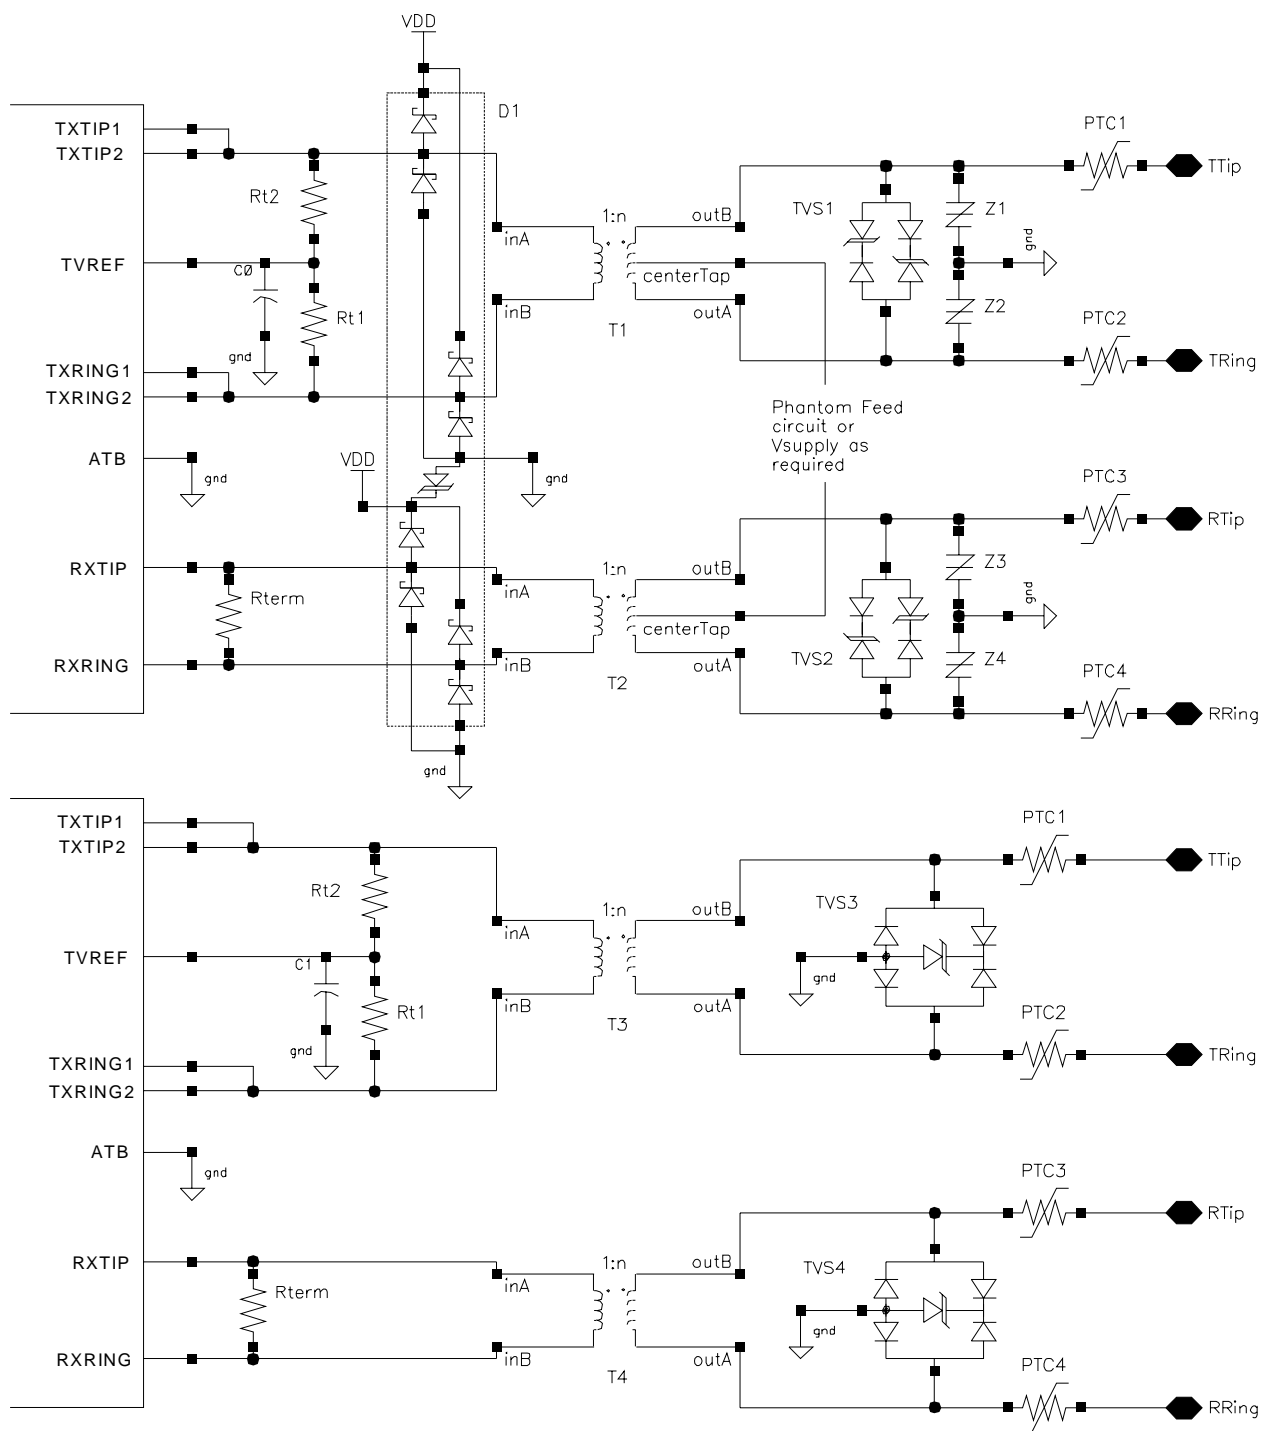 VDD
D1
TXTIP1
TXTIP2
Rt2
TVREF
CØ
Rt1
gnd
TXRING1
TXRING2
ATB
gnd
VDD
gnd
RXTIP
Rterm
RXRING
gnd
inA
inB
1:n
T1
outB
centerTap
outA
TVS1
Z1
gnd
Z2
PTC1
TTip
PTC2
TRing
Phantom Feed
circuit or
Vsupply as
required
inA
inB
1:n
T2
outB
centerTap
outA
TVS2
Z3
gnd
Z4
PTC3
RTip
PTC4
RRing
TXTIP1
TXTIP2
Rt2
TVREF
C1
Rt1
gnd
TXRING1
TXRING2
ATB
gnd
RXTIP
Rterm
RXRING
inA
inB
1:n
T3
outB
outA
TVS3
gnd
PTC1
TTip
PTC2
TRing
inA
inB
1:n
T4
outB
outA
TVS4
gnd
PTC3
RTip
PTC4
RRing